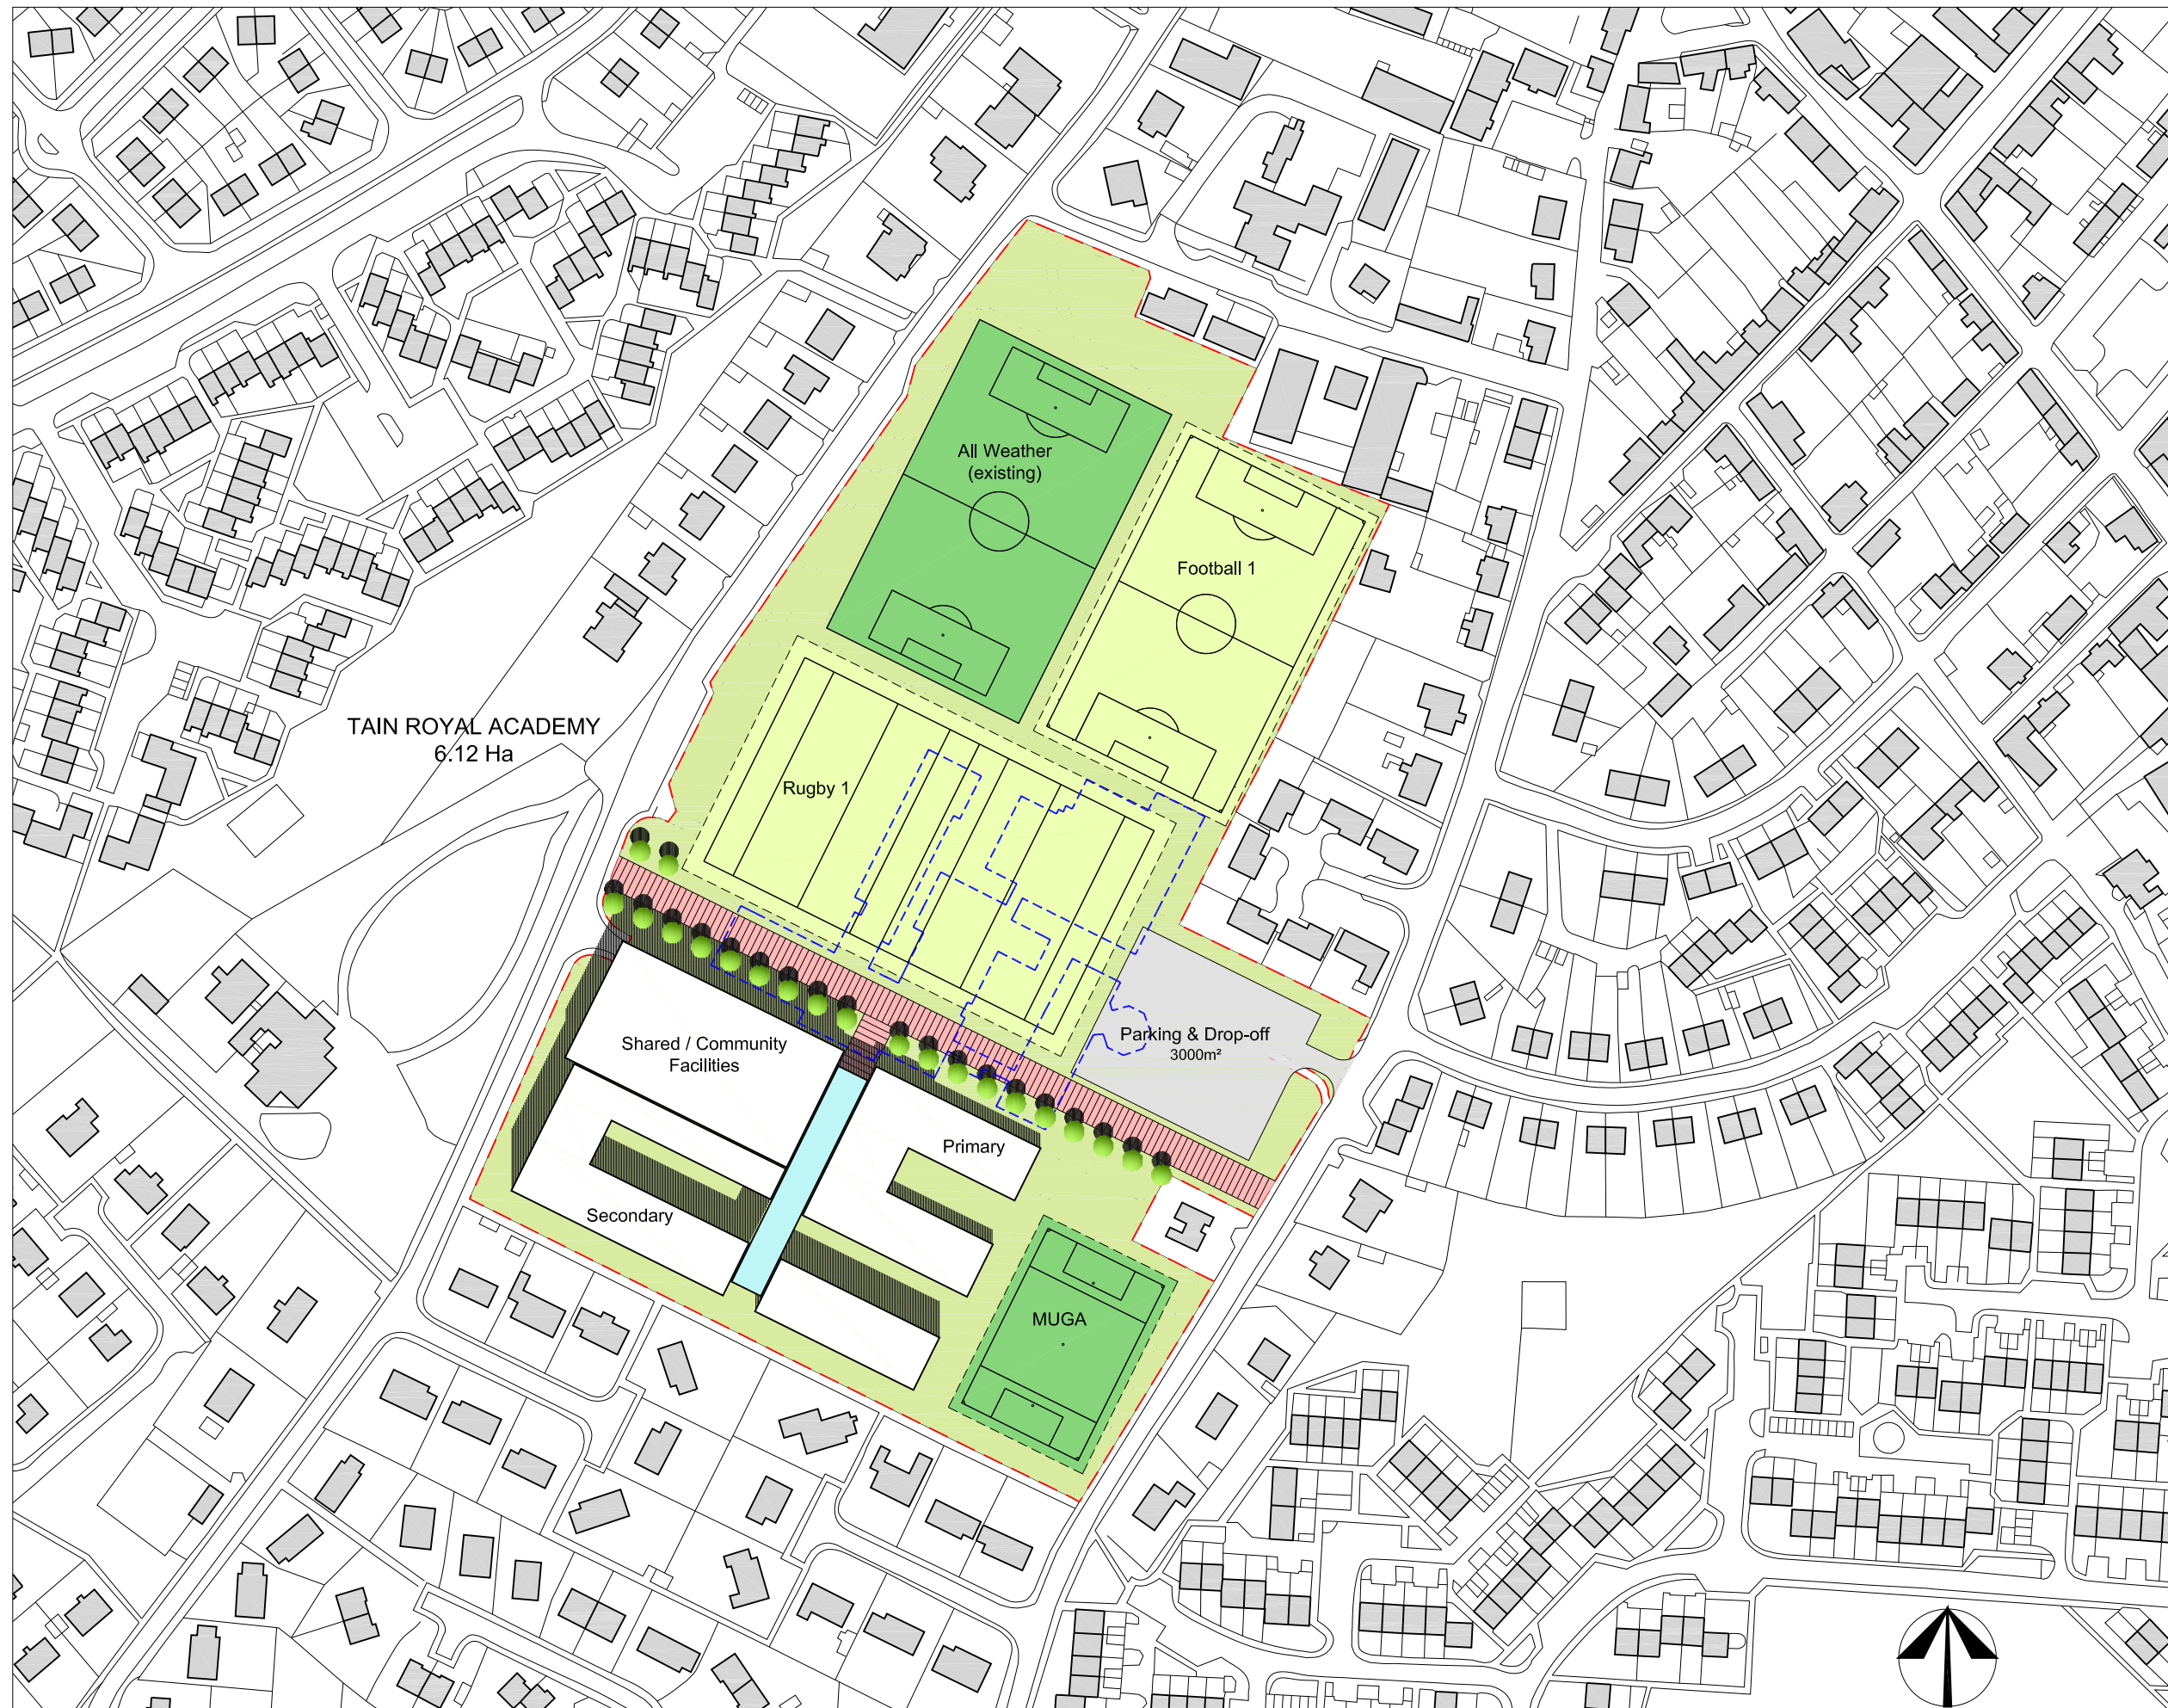 All Weather
(existing)
Football 1
TAIN ROYAL ACADEMY
6.12 Ha
Rugby 1
Parking & Drop-off
3000m²
Shared / Community
Facilities
Primary
Secondary
MUGA